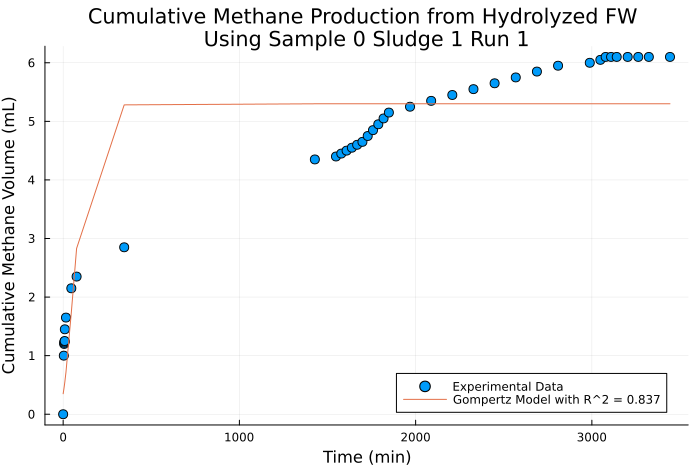 Cumulative Methane Production from Hydrolyzed FW
Using Sample 0 Sludge 1 Run 1
Cumulative Methane Volume (mL)
6
5
4
3
2
1
0
Experimental Data
Gompertz Model with R^2 = 0.837
0 1000 2000 3000
Time (min)